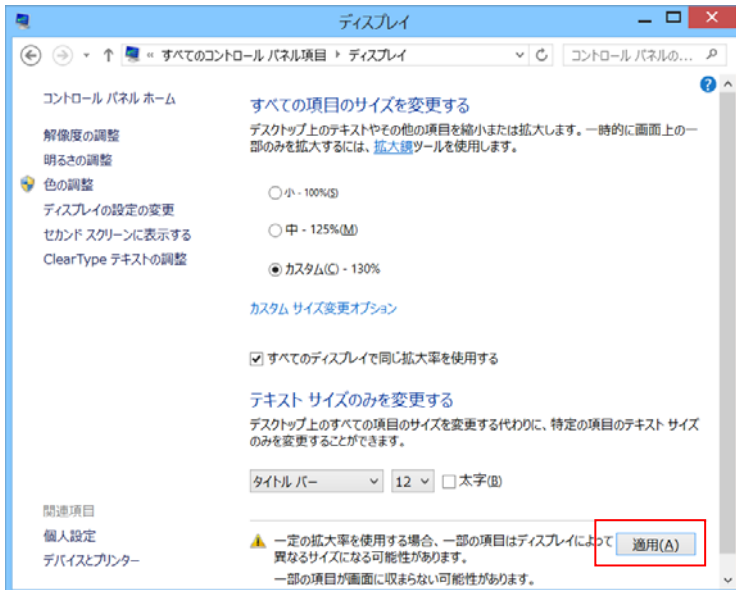 ディスプレイ
« すべてのコントロール パネル項目 ▸ ディスプレイ
コントロール パネルの...
コントロール パネル ホーム
解像度の調整
明るさの調整
色の調整
ディスプレイの設定の変更
セカンド スクリーンに表示する
ClearType テキストの調整
すべての項目のサイズを変更する
デスクトップ上のテキストやその他の項目を縮小または拡大します。一時的に画面上の一
部のみを拡大するには、拡大鏡ツールを使用します。
小 - 100%(S)
中 - 125%(M)
カスタム(C) - 130%
カスタム サイズ変更オプション
すべてのディスプレイで同じ拡大率を使用する
テキスト サイズのみを変更する
デスクトップ上のすべての項目のサイズを変更する代わりに、特定の項目のテキスト サイズ
のみを変更することができます。
タイトル バー 12 太字(B)
関連項目
個人設定
デバイスとプリンター
一定の拡大率を使用する場合、一部の項目はディスプレイによって
異なるサイズになる可能性があります。
一部の項目が画面に収まらない可能性があります。
適用(A)